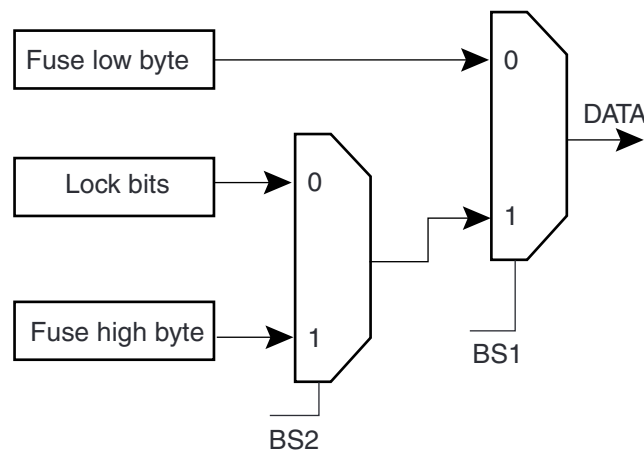 Fuse low byte
0
DATA
Lock bits
0
1
Fuse high byte
1
BS1
BS2